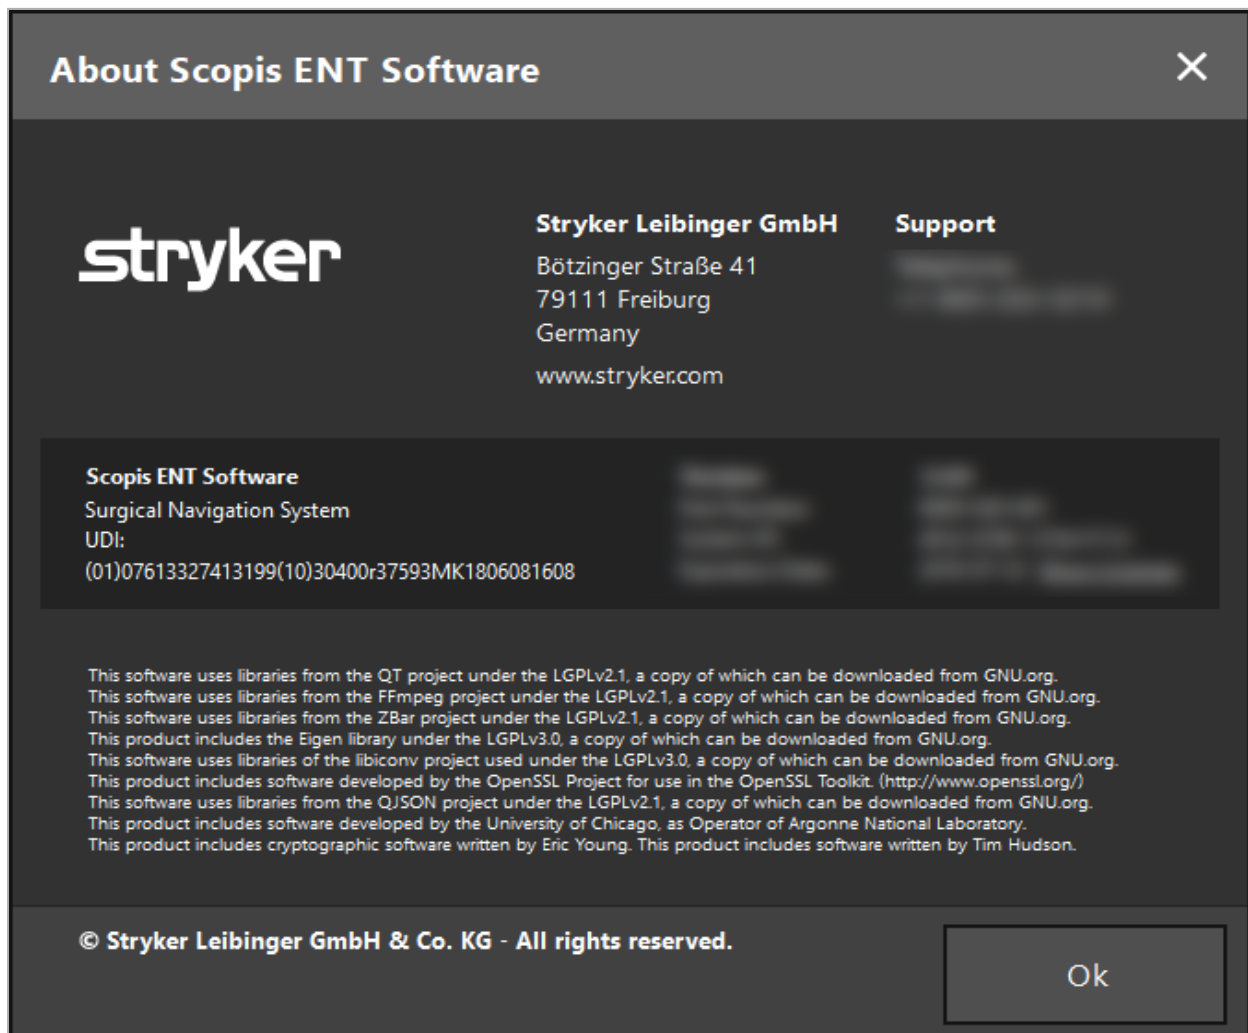 About Scopis ENT Software
stryker
Stryker Leibinger GmbH
Bötzinger Straße 41
79111 Freiburg
Germany
www.stryker.com
Support
Scopis ENT Software
Surgical Navigation System
UDI:
(01)07613327413199(10)30400r37593MK1806081608
This software uses libraries from the QT project under the LGPLv2.1, a copy of which can be downloaded from GNU.org.
This software uses libraries from the FFmpeg project under the LGPLv2.1, a copy of which can be downloaded from GNU.org.
This software uses libraries from the ZBar project under the LGPLv2.1, a copy of which can be downloaded from GNU.org.
This product includes the Eigen library under the LGPLv3.0, a copy of which can be downloaded from GNU.org.
This software uses libraries of the libiconv project used under the LGPLv3.0, a copy of which can be downloaded from GNU.org.
This product includes software developed by the OpenSSL Project for use in the OpenSSL Toolkit. (http://www.openssl.org/)
This software uses libraries from the QJSON project under the LGPLv2.1, a copy of which can be downloaded from GNU.org.
This product includes software developed by the University of Chicago, as Operator of Argonne National Laboratory.
This product includes cryptographic software written by Eric Young. This product includes software written by Tim Hudson.
© Stryker Leibinger GmbH & Co. KG - All rights reserved.
Ok